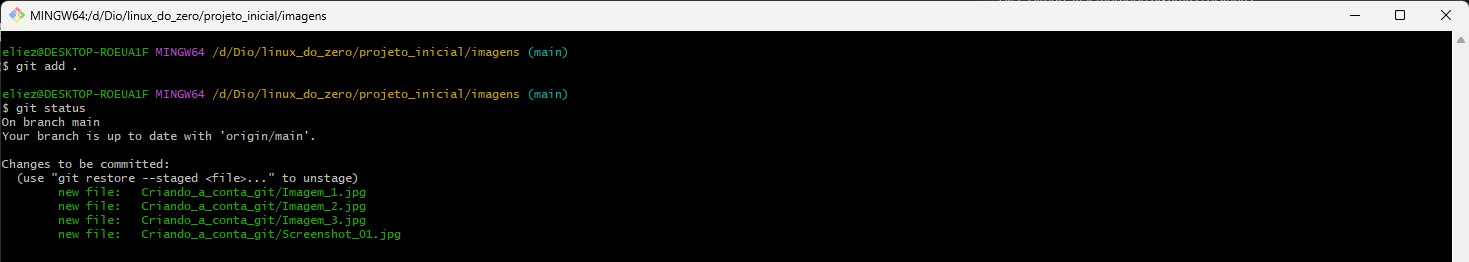 MINGW64:/d/Dio/linux_do_zero/projeto_inicial/imagens
eliez@DESKTOP-ROEUA1F MINGW64 /d/Dio/linux_do_zero/projeto_inicial/imagens (main)
$ git add .
eliez@DESKTOP-ROEUA1F MINGW64 /d/Dio/linux_do_zero/projeto_inicial/imagens (main)
$ git status
On branch main
Your branch is up to date with 'origin/main'.
Changes to be committed:
(use "git restore --staged <file>..." to unstage)
new file: Criando_a_conta_git/Imagem_1.jpg
new file: Criando_a_conta_git/Imagem_2.jpg
new file: Criando_a_conta_git/Imagem_3.jpg
new file: Criando_a_conta_git/Screenshot_01.jpg